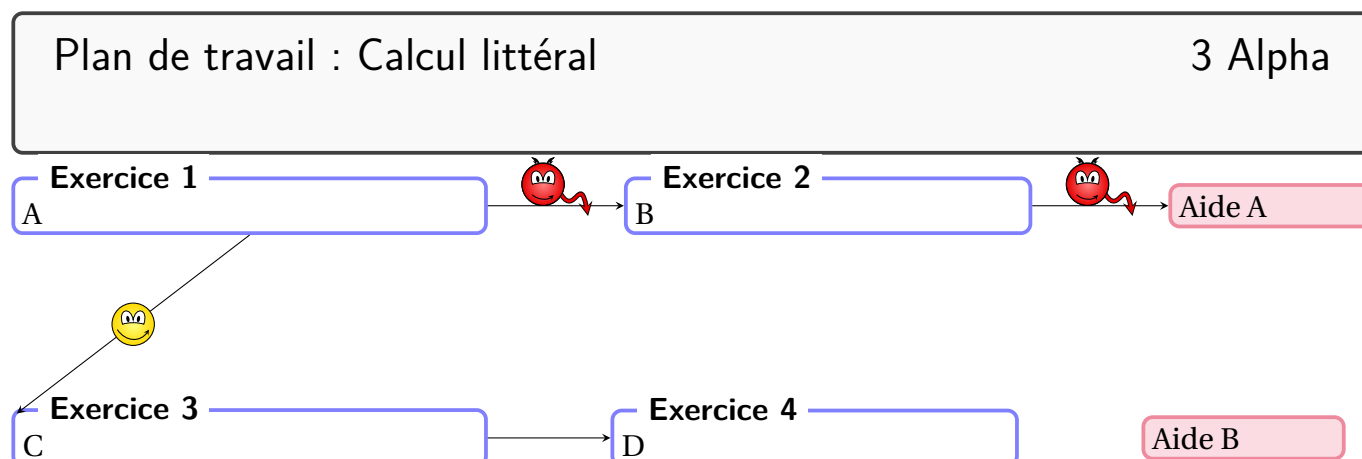 Plan de travail : Calcul littéral 3 Alpha
Exercice 1
A
Exercice 2
B
Aide A
Exercice 3
C
Exercice 4
D
Aide B